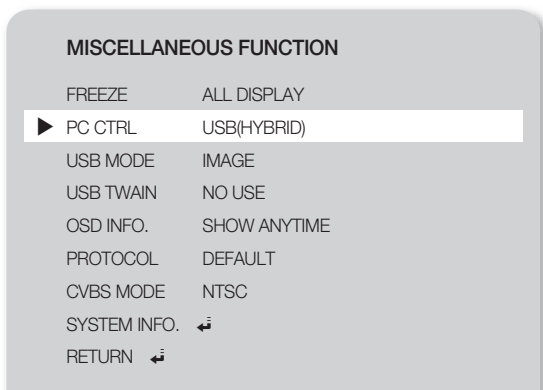 MISCELLANEOUS FUNCTION
FREEZE ALL DISPLAY
PC CTRL USB(HYBRID)
USB MODE IMAGE
USB TWAIN NO USE
OSD INFO. SHOW ANYTIME
PROTOCOL DEFAULT
CVBS MODE NTSC
SYSTEM INFO.
RETURN